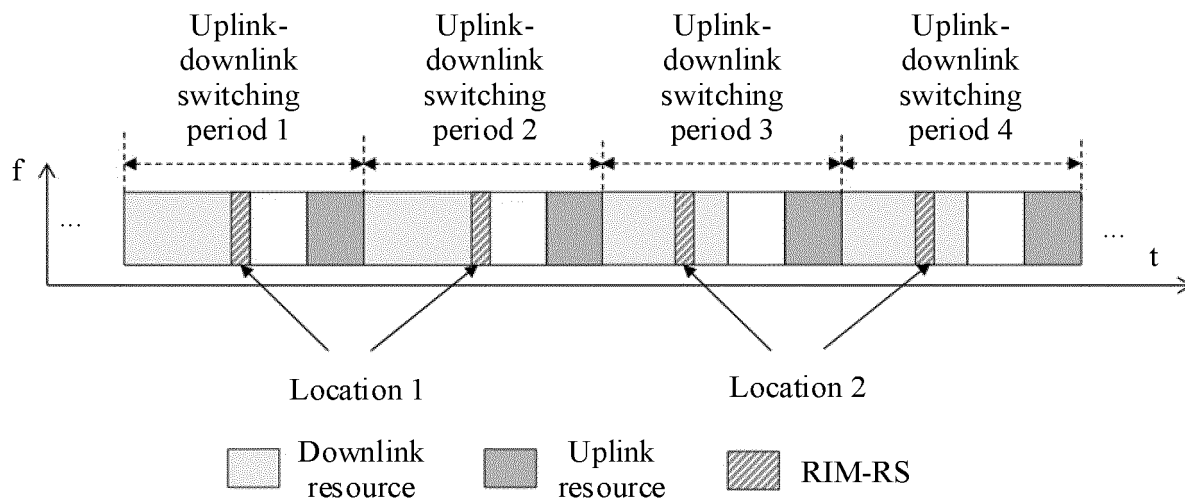 Uplink-
downlink
switching
period 1
Uplink-
downlink
switching
period 2
Uplink-
downlink
switching
period 3
Uplink-
downlink
switching
period 4
f
...
...
t
Location 1
Location 2
Downlink
resource
Uplink
resource
RIM-RS